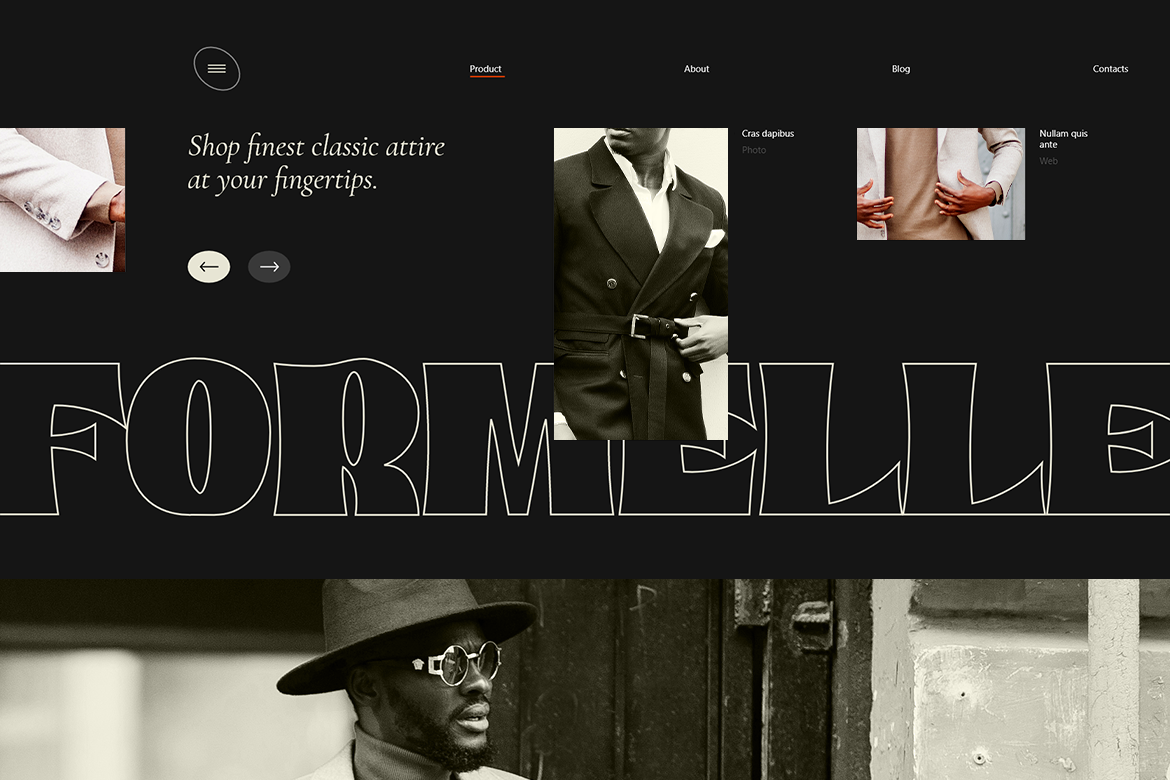 Product
About
Blog
Contacts
Shop finest classic attire
at your fingertips.
Cras dapibus
Photo
Nullam quis
ante
Web
FORMELLE